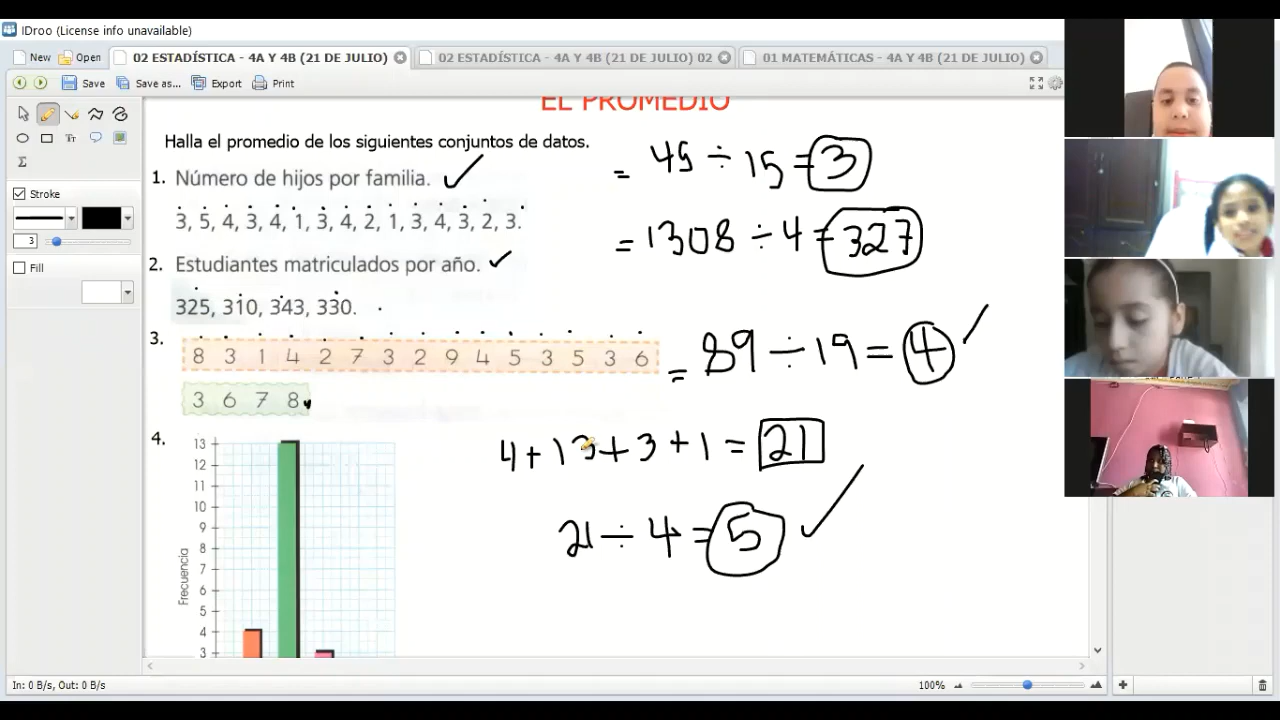 IDroo (License info unavailable)
New Open 02 ESTADÍSTICA - 4A Y 4B (21 DE JULIO) 02 ESTADÍSTICA - 4A Y 4B (21 DE JULIO) 02 01 MATEMÁTICAS - 4A Y 4B (21 DE JULIO)
Save Save as... Export Print
EL PROMEDIO
Halla el promedio de los siguientes conjuntos de datos.
1. Número de hijos por familia.
3, 5, 4, 3, 4, 1, 3, 4, 2, 1, 3, 4, 3, 2, 3.
= 45 ÷ 15 = 3
2. Estudiantes matriculados por año.
325, 310, 343, 330.
= 1308 ÷ 4 = 327
3.
8 3 1 4 2 7 3 2 9 4 5 3 5 3 6
3 6 7 8
= 89 ÷ 19 = 4
4.
4 + 13 + 3 + 1 = 21
21 ÷ 4 = 5
13
12
11
10
9
8
7
6
5
4
3
Frecuencia
Tr
Σ
Stroke
3
Fill
In: 0 B/s, Out: 0 B/s
100%